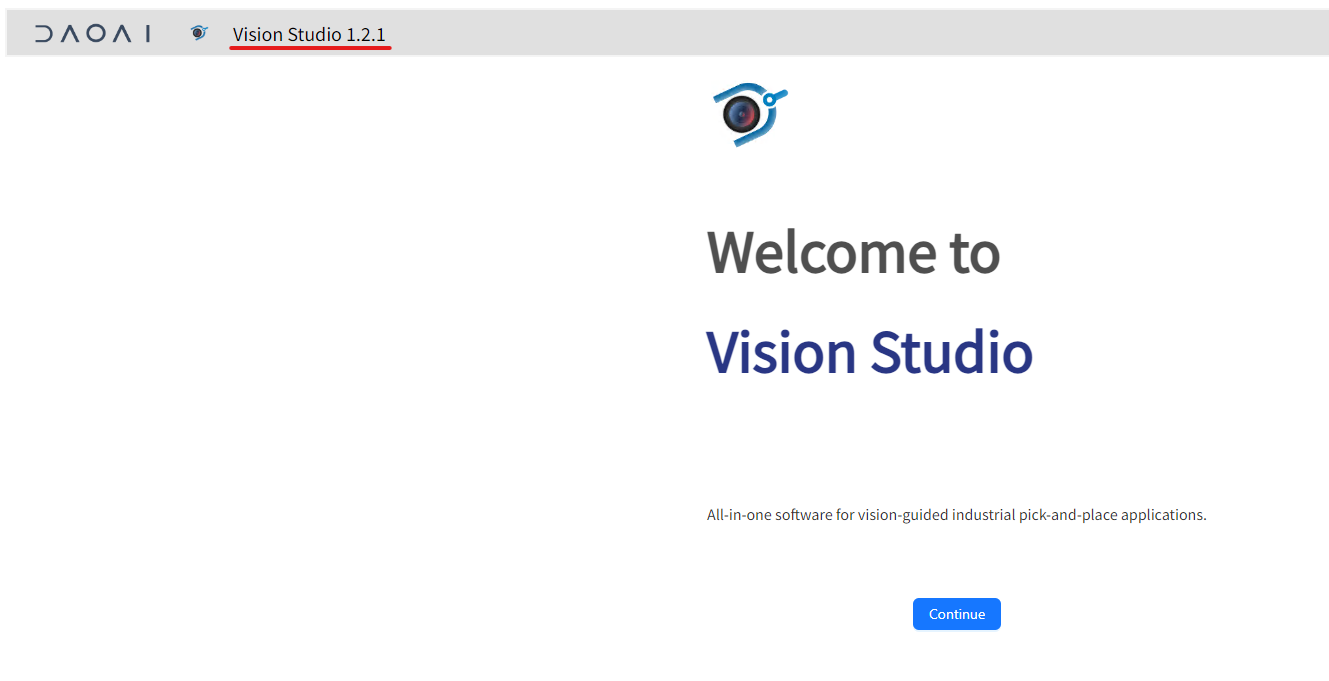 DAOAI
Vision Studio 1.2.1
Welcome to
Vision Studio
All-in-one software for vision-guided industrial pick-and-place applications.
Continue